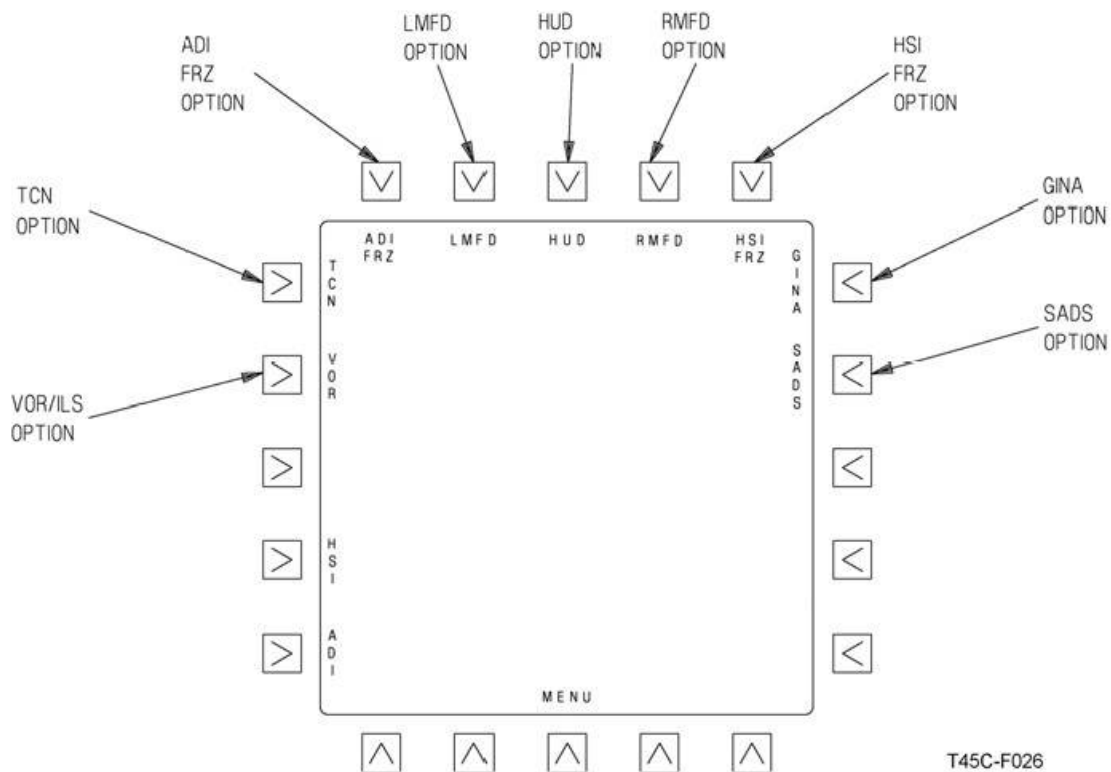 ADI
FRZ
OPTION
LMFD
OPTION
HUD
OPTION
RMFD
OPTION
HSI
FRZ
OPTION
TCN
OPTION
VOR/ILS
OPTION
GINA
OPTION
SADS
OPTION
ADI
FRZ
LMFD
HUD
RMFD
HSI
FRZ
TCN
VOR
HSI
ADI
GINA
SADS
MENU
T45C-F026